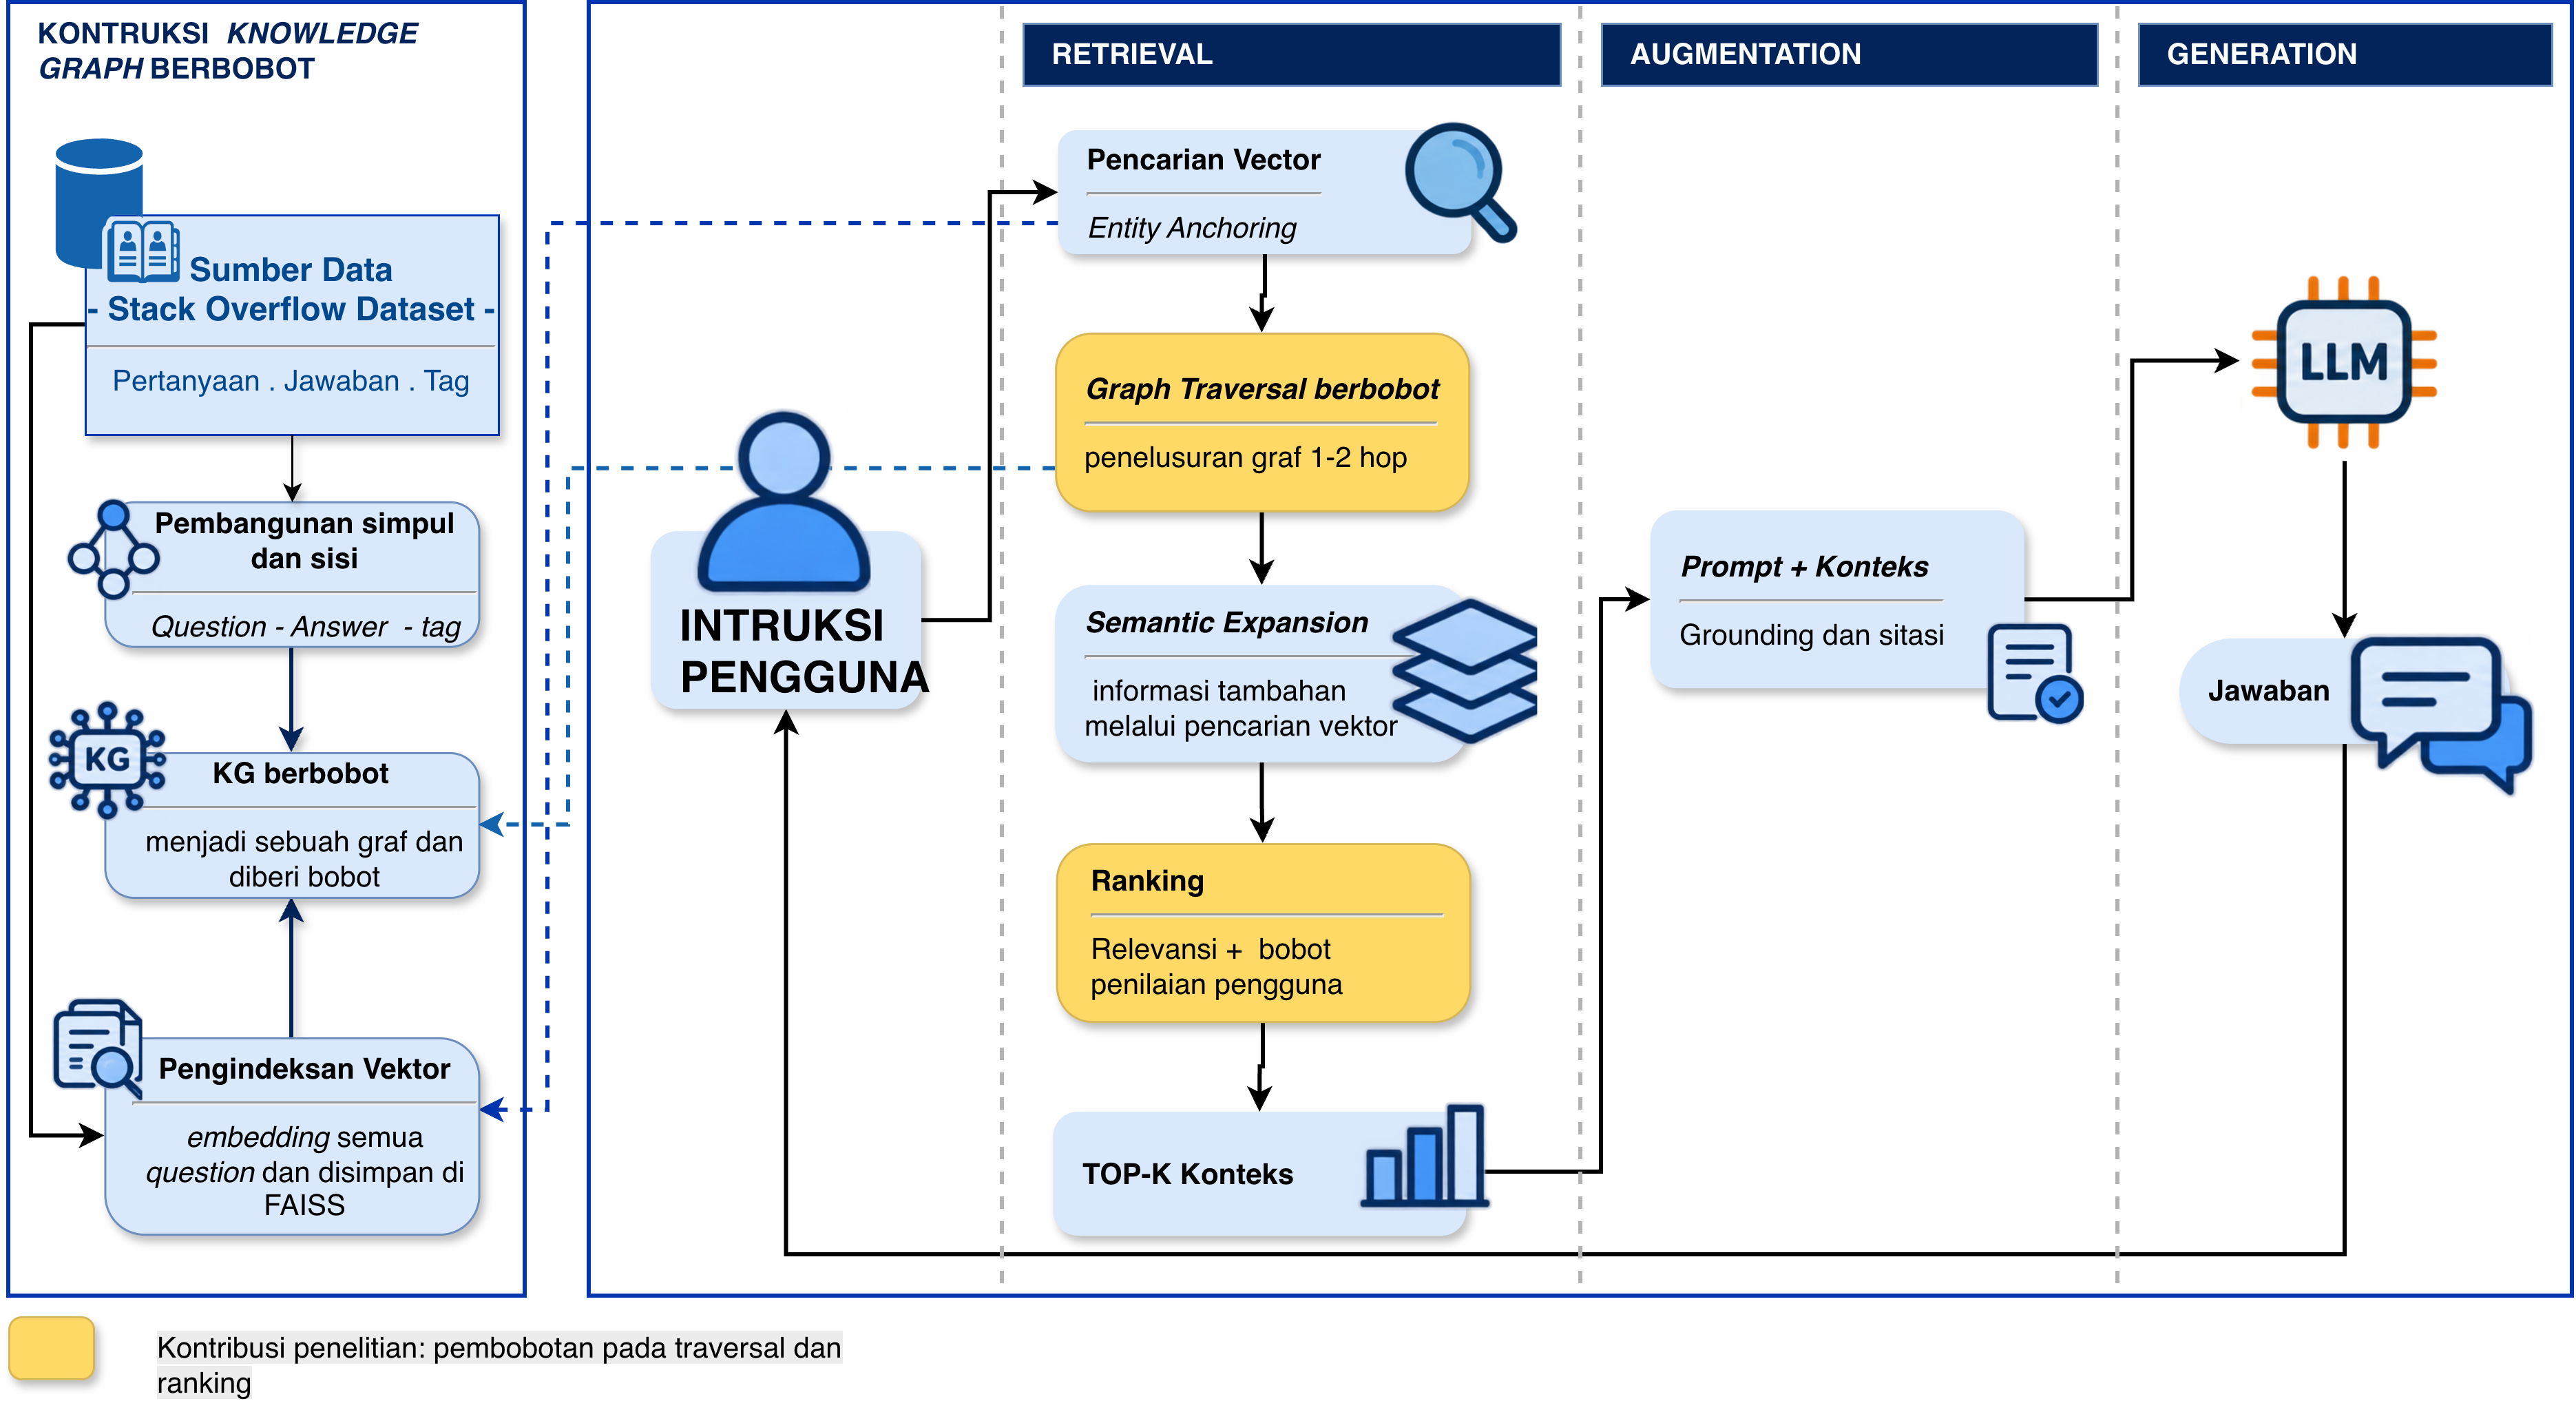 KONTRUKSI KNOWLEDGE
GRAPH BERBOBOT
Sumber Data
- Stack Overflow Dataset -
Pertanyaan . Jawaban . Tag
Pembangunan simpul
dan sisi
Question - Answer - tag
KG
KG berbobot
menjadi sebuah graf dan
diberi bobot
Pengindeksan Vektor
embedding semua
question dan disimpan di
FAISS
INTRUKSI
PENGGUNA
RETRIEVAL
Pencarian Vector
Entity Anchoring
Graph Traversal berbobot
penelusuran graf 1-2 hop
Semantic Expansion
informasi tambahan
melalui pencarian vektor
Ranking
Relevansi + bobot
penilaian pengguna
TOP-K Konteks
AUGMENTATION
Prompt + Konteks
Grounding dan sitasi
GENERATION
LLM
Jawaban
Kontribusi penelitian: pembobotan pada traversal dan
ranking